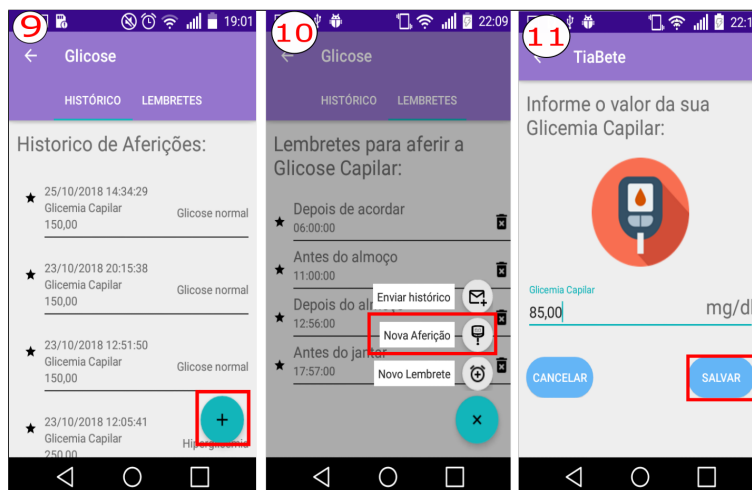 9
19:01
Glicose
HISTÓRICO LEMBRETES
Historico de Aferições:
25/10/2018 14:34:29
Glicemia Capilar
150,00
Glicose normal
23/10/2018 20:15:38
Glicemia Capilar
150,00
Glicose normal
23/10/2018 12:51:50
Glicemia Capilar
150,00
Glicose normal
23/10/2018 12:05:41
Glicemia Capilar
250,00
+
10
22:09
Glicose
HISTÓRICO LEMBRETES
Lembretes para aferir a
Glicose Capilar:
Depois de acordar
06:00:00
Antes do almoço
11:00:00
Depois do
12:56:00
Antes do jantar
17:57:00
Enviar histórico
Nova Aferição
Novo Lembrete
11
22:1
TiaBete
Informe o valor da sua
Glicemia Capilar:
Glicemia Capilar
85,00 mg/dl
CANCELAR SALVAR